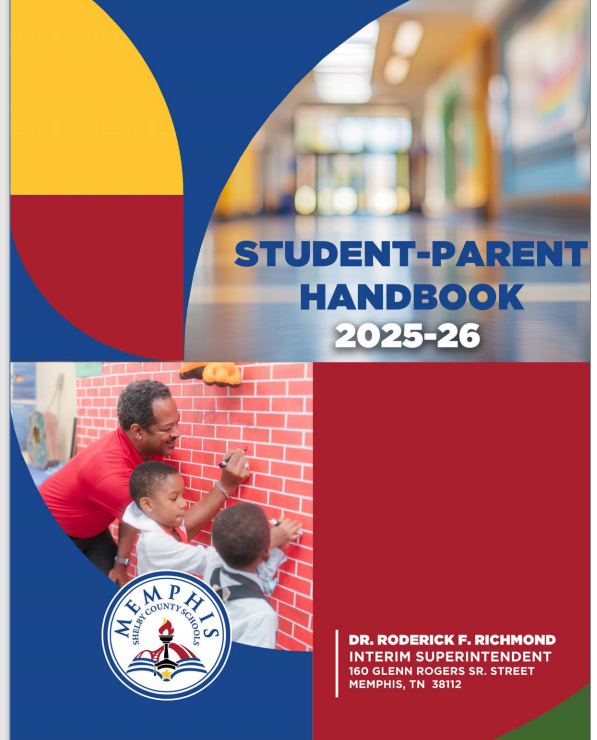 STUDENT-PARENT
HANDBOOK
2025-26
MEMPHIS
SHELBY COUNTY SCHOOLS
DR. RODERICK F. RICHMOND
INTERIM SUPERINTENDENT
160 GLENN ROGERS SR. STREET
MEMPHIS, TN 38112